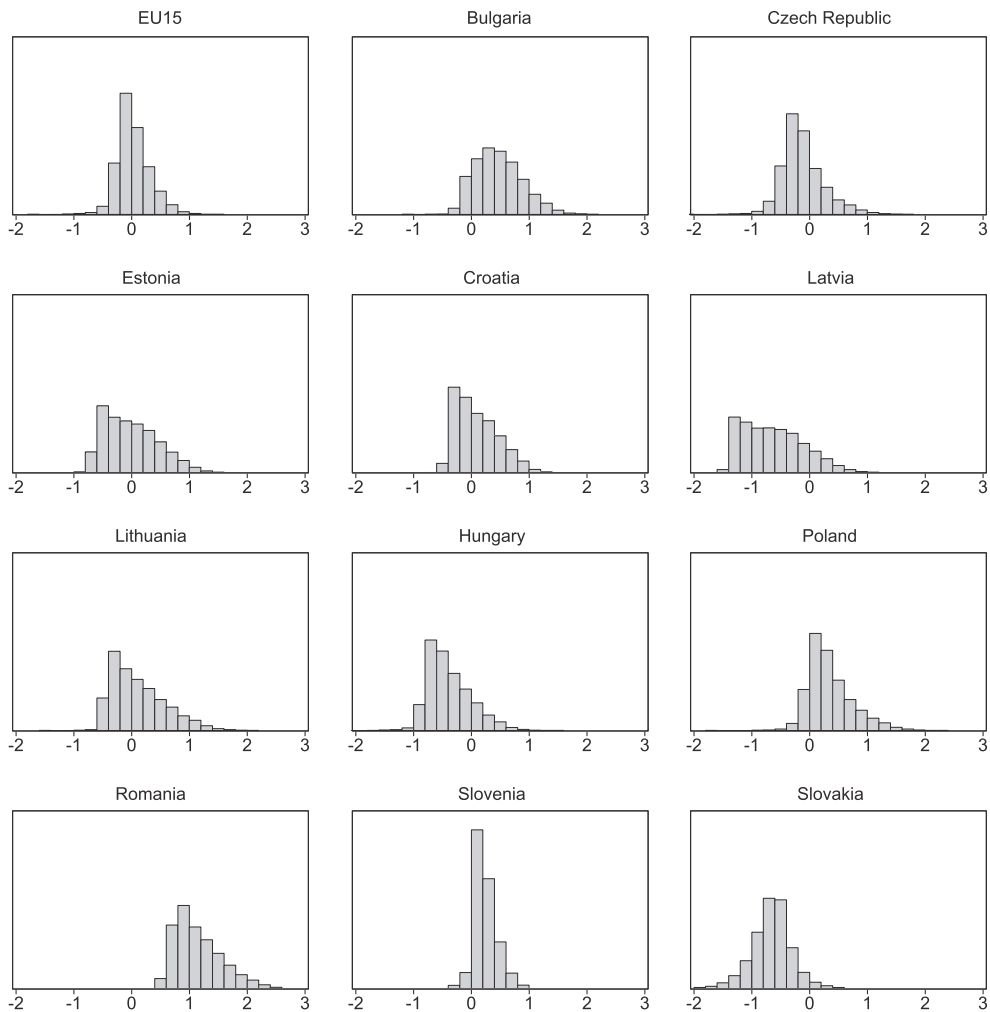 EU15 Bulgaria Czech Republic
-2 -1 0 1 2 3 -2 -1 0 1 2 3 -2 -1 0 1 2 3
Estonia Croatia Latvia
-2 -1 0 1 2 3 -2 -1 0 1 2 3 -2 -1 0 1 2 3
Lithuania Hungary Poland
-2 -1 0 1 2 3 -2 -1 0 1 2 3 -2 -1 0 1 2 3
Romania Slovenia Slovakia
-2 -1 0 1 2 3 -2 -1 0 1 2 3 -2 -1 0 1 2 3